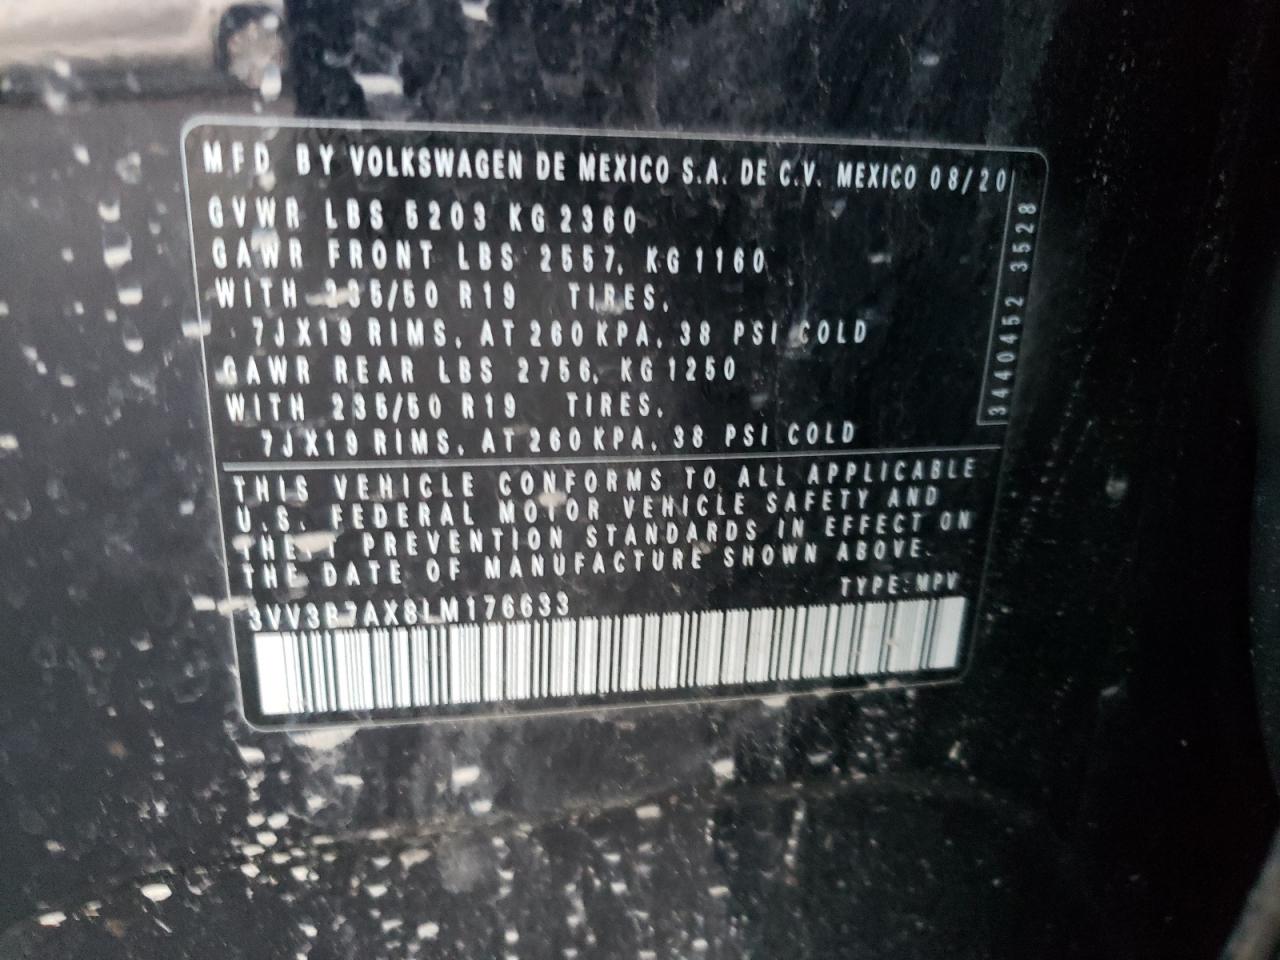 MFD. BY VOLKSWAGEN DE MEXICO S.A. DE C.V. MEXICO 08/20
GVWR LBS 5203 KG 2360
GAWR FRONT LBS 2557, KG 1160
WITH 235/50 R19 TIRES,
7JX19 RIMS, AT 260 KPA, 38 PSI COLD
GAWR REAR LBS 2756, KG 1250
WITH 235/50 R19 TIRES,
7JX19 RIMS, AT 260 KPA, 38 PSI COLD
3440452 3528
THIS VEHICLE CONFORMS TO ALL APPLICABLE
U.S. FEDERAL MOTOR VEHICLE SAFETY AND
THEFT PREVENTION STANDARDS IN EFFECT ON
THE DATE OF MANUFACTURE SHOWN ABOVE.
TYPE:MPV
3VV3B7AX8LM176633